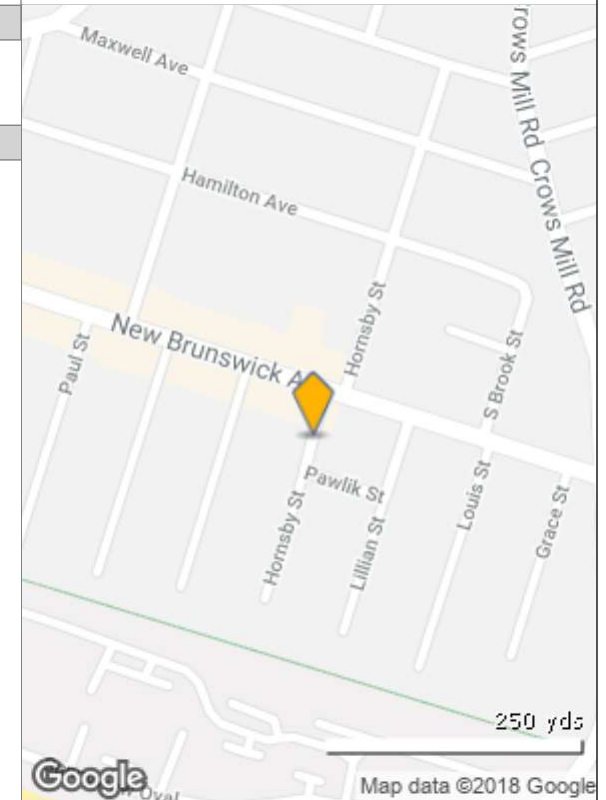 rows Mill Rd
Crows Mill Rd
Maxwell Ave
Hamilton Ave
Hornsby St
New Brunswick A
Paul St
S Brook St
Pawlik St
Hornsby St
Lillian St
Louis St
Grace St
250 yds
Google
Oval
Map data ©2018 Google